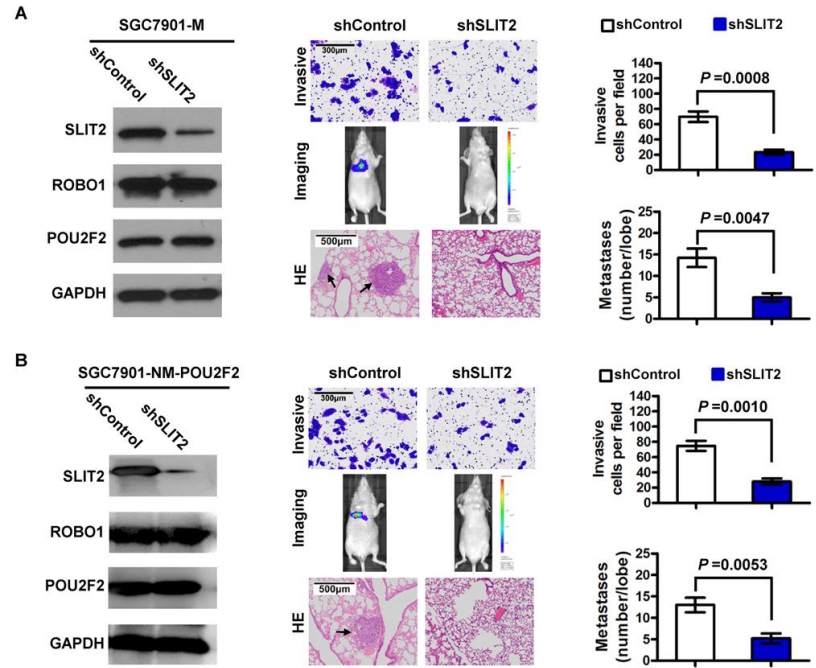 A
SGC7901-M
shControl
shSLIT2
SLIT2
ROBO1
POU2F2
GAPDH
shControl
shSLIT2
Invasive
300μm
Imaging
HE
500μm
shControl
shSLIT2
Invasive
cells per field
140
120
100
80
60
40
20
0
P =0.0008
Metastases
(number/lobe)
25
20
15
10
5
0
P =0.0047
B
SGC7901-NM-POU2F2
shControl
shSLIT2
SLIT2
ROBO1
POU2F2
GAPDH
shControl
shSLIT2
Invasive
300μm
Imaging
HE
500μm
shControl
shSLIT2
Invasive
cells per field
140
120
100
80
60
40
20
0
P =0.0010
Metastases
(number/lobe)
25
20
15
10
5
0
P =0.0053